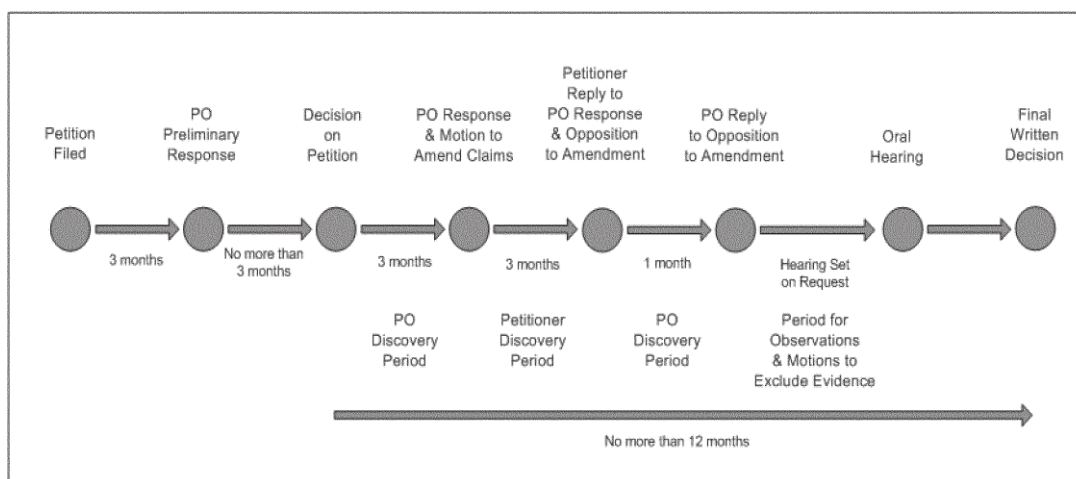 Petition
Filed
PO
Preliminary
Response
Decision
on
Petition
PO Response
& Motion to
Amend Claims
Petitioner
Reply to
PO Response
& Opposition
to Amendment
PO Reply
to Opposition
to Amendment
Oral
Hearing
Final
Written
Decision
3 months
No more than
3 months
3 months
3 months
1 month
Hearing Set
on Request
PO
Discovery
Period
Petitioner
Discovery
Period
PO
Discovery
Period
Period for
Observations
& Motions to
Exclude Evidence
No more than 12 months